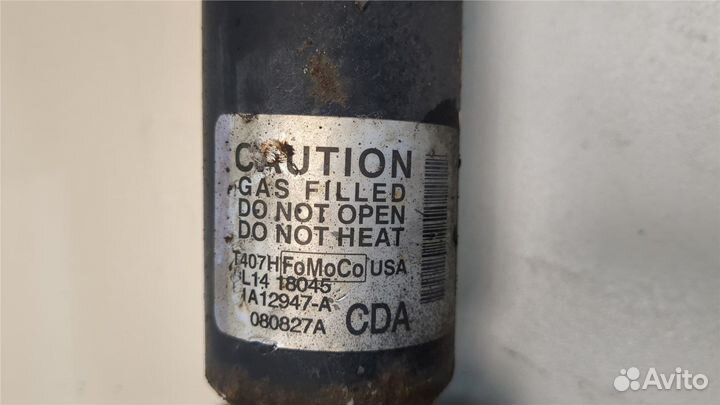 CAUTION
GAS FILLED
DO NOT OPEN
DO NOT HEAT
T407H FoMoCo USA
L14 18045
1A12947-A
080827A CDA
Avito